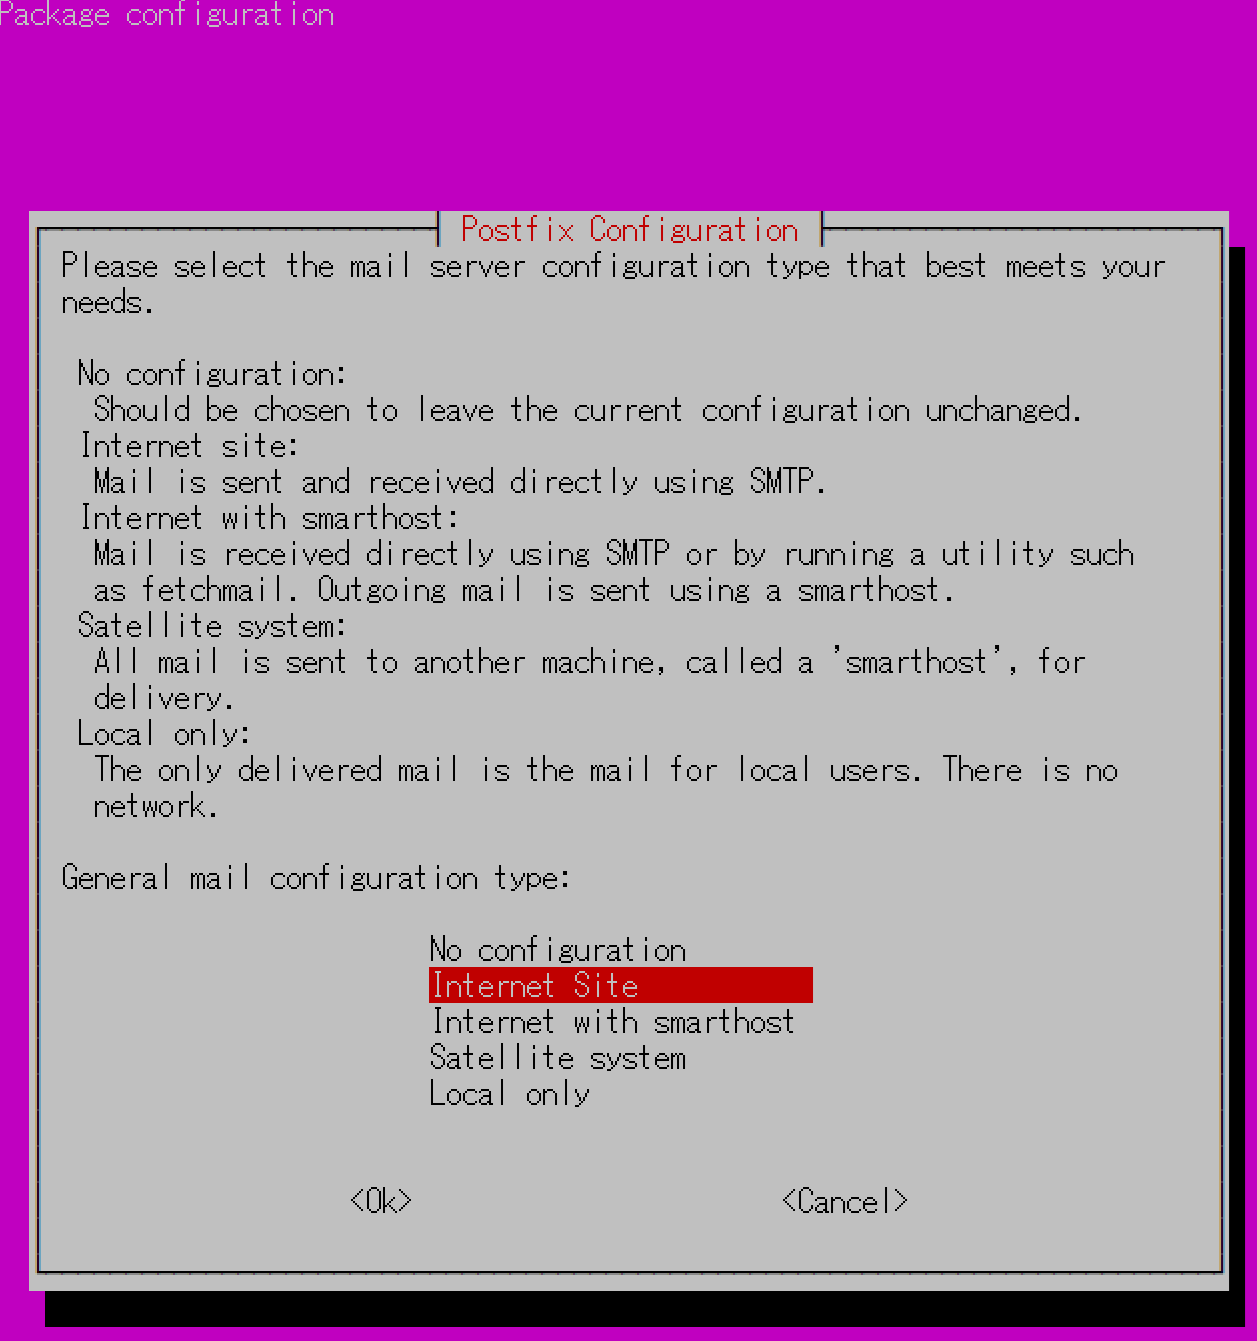 Package configuration
Postfix Configuration
Please select the mail server configuration type that best meets your
needs.
No configuration:
Should be chosen to leave the current configuration unchanged.
Internet site:
Mail is sent and received directly using SMTP.
Internet with smarthost:
Mail is received directly using SMTP or by running a utility such
as fetchmail. Outgoing mail is sent using a smarthost.
Satellite system:
All mail is sent to another machine, called a 'smarthost', for
delivery.
Local only:
The only delivered mail is the mail for local users. There is no
network.
General mail configuration type:
No configuration
Internet Site
Internet with smarthost
Satellite system
Local only
<Ok> <Cancel>